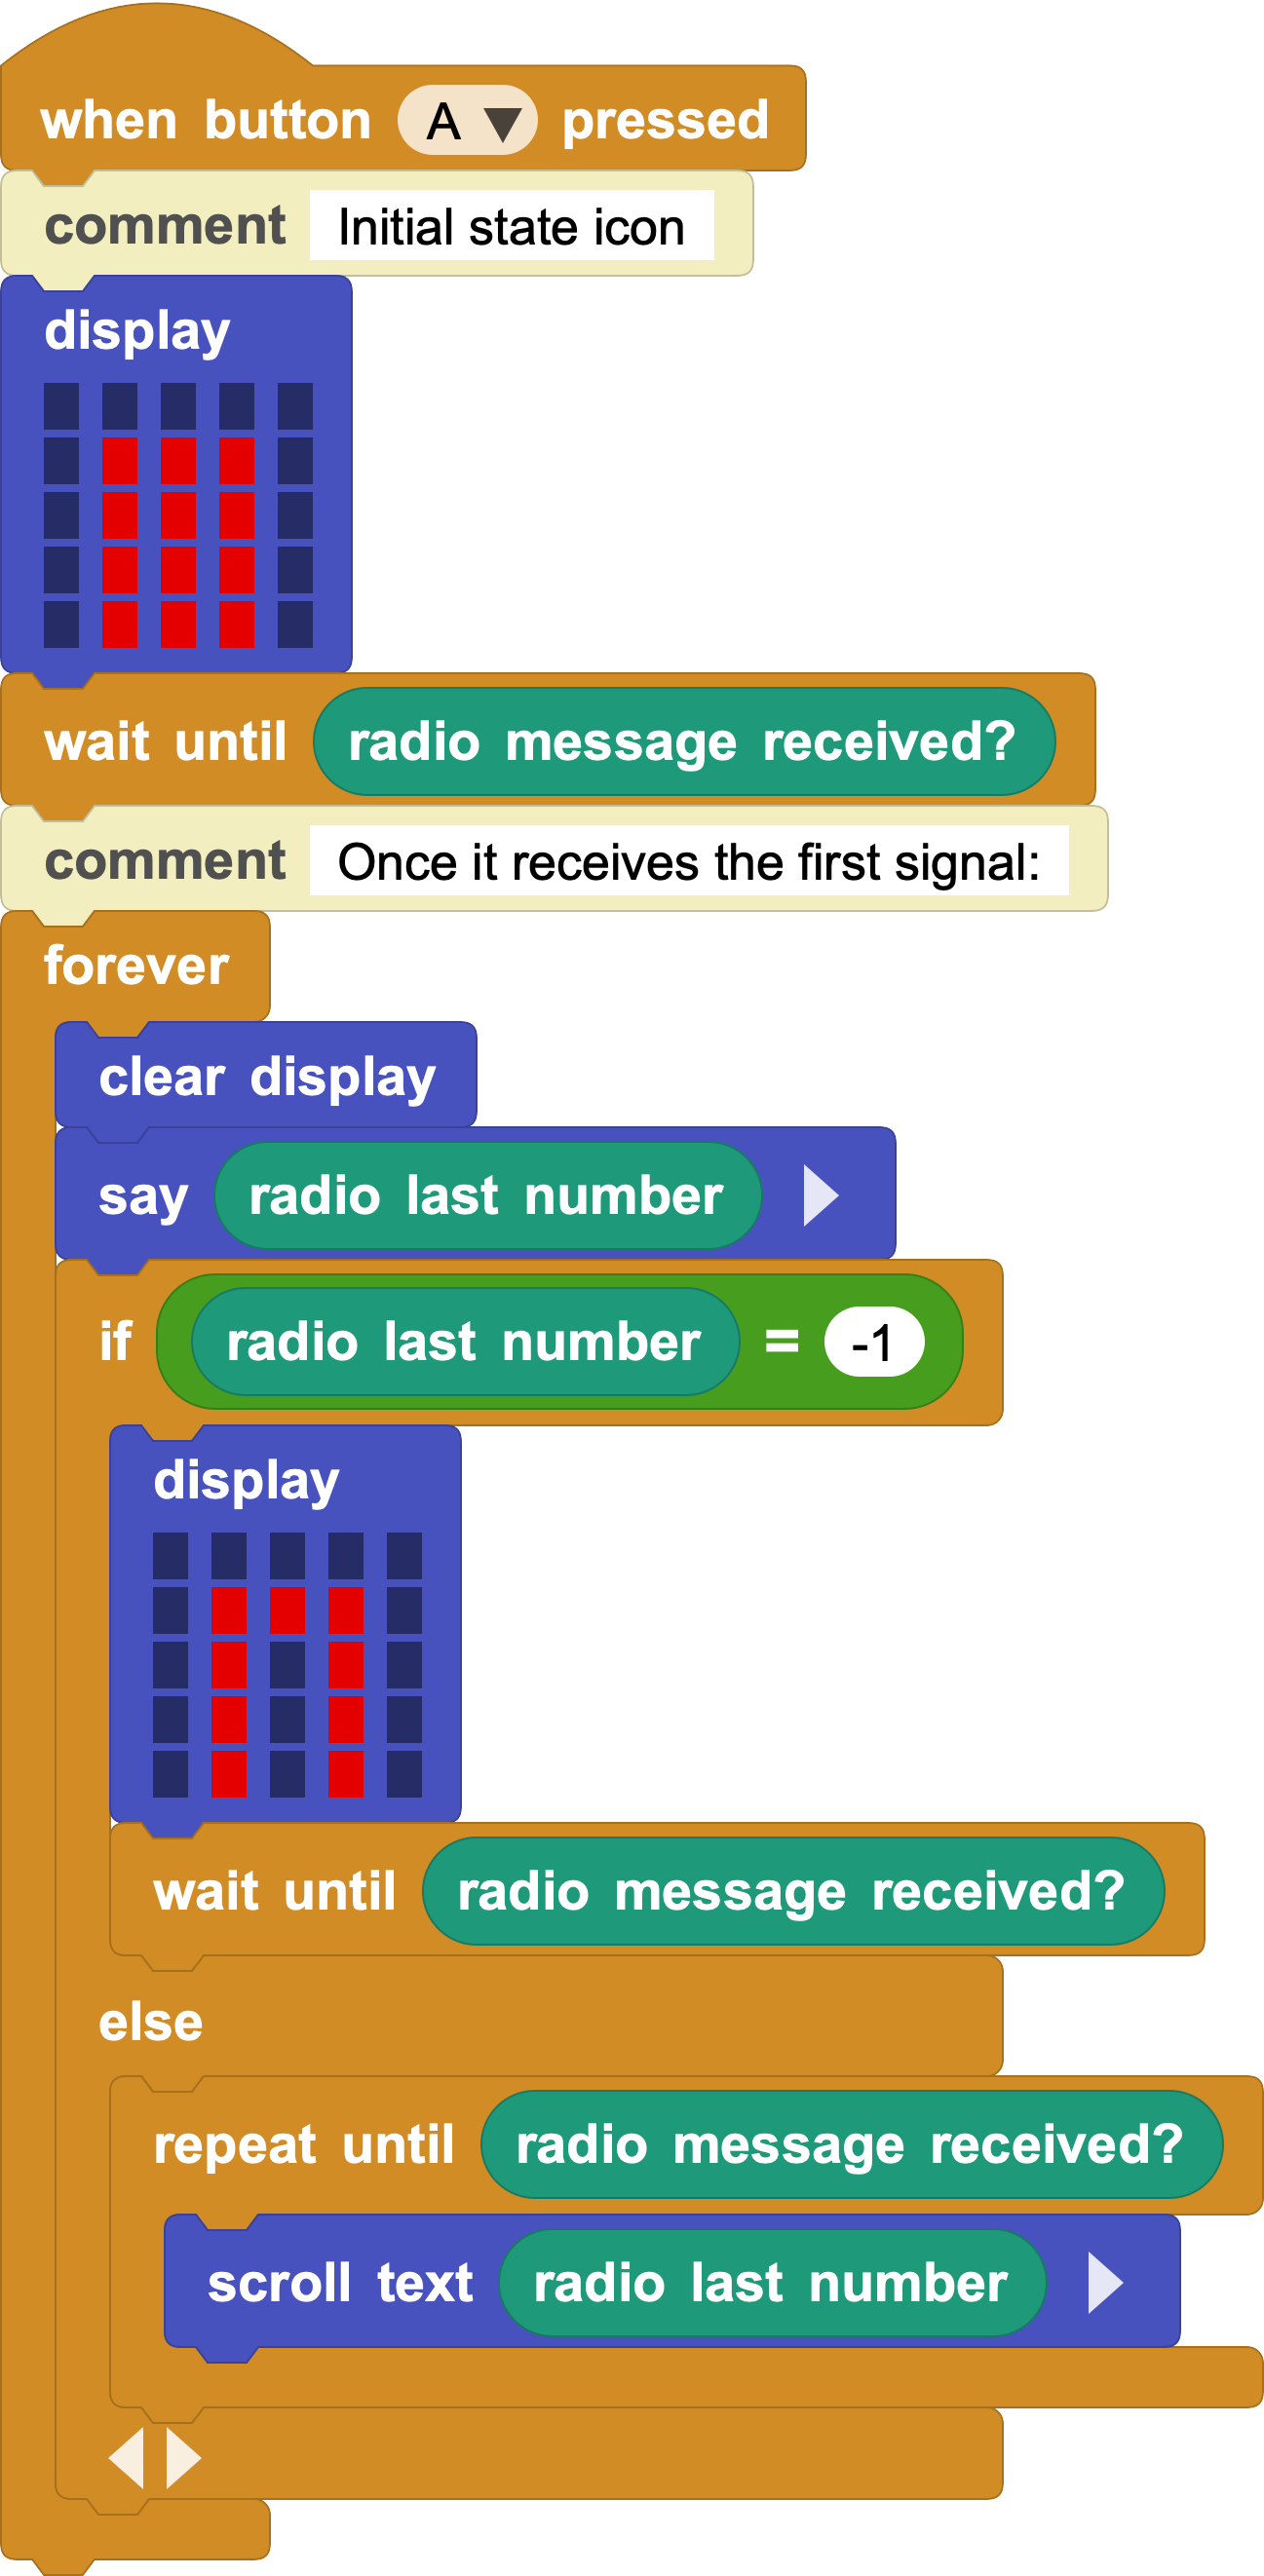 when button A pressed
comment Initial state icon
display
wait until radio message received?
comment Once it receives the first signal:
forever
clear display
say radio last number
if radio last number = -1
display
wait until radio message received?
else
repeat until radio message received?
scroll text radio last number